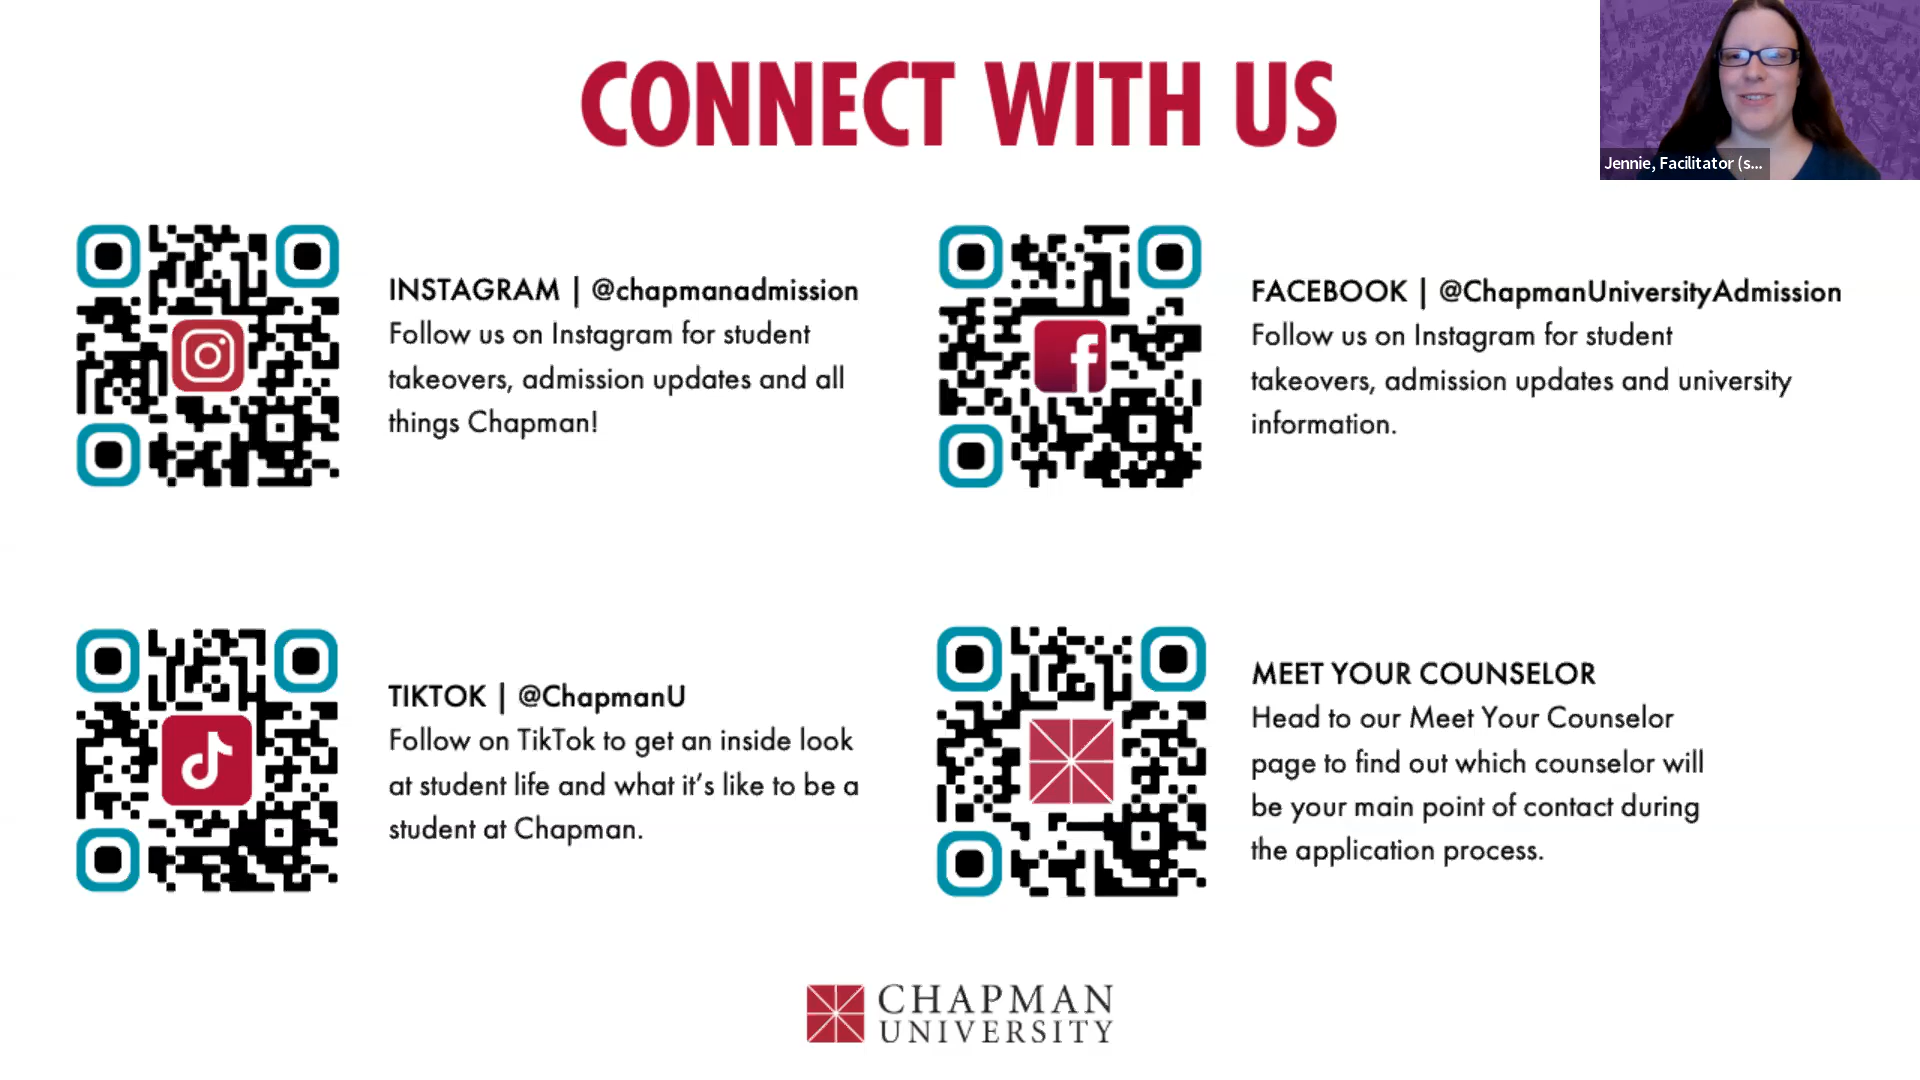 CONNECT WITH US
Jennie, Facilitator (s...
INSTAGRAM | @chapmanadmission
Follow us on Instagram for student
takeovers, admission updates and all
things Chapman!
FACEBOOK | @ChapmanUniversityAdmission
Follow us on Instagram for student
takeovers, admission updates and university
information.
TIKTOK | @ChapmanU
Follow on TikTok to get an inside look
at student life and what it’s like to be a
student at Chapman.
MEET YOUR COUNSELOR
Head to our Meet Your Counselor
page to find out which counselor will
be your main point of contact during
the application process.
CHAPMAN
UNIVERSITY